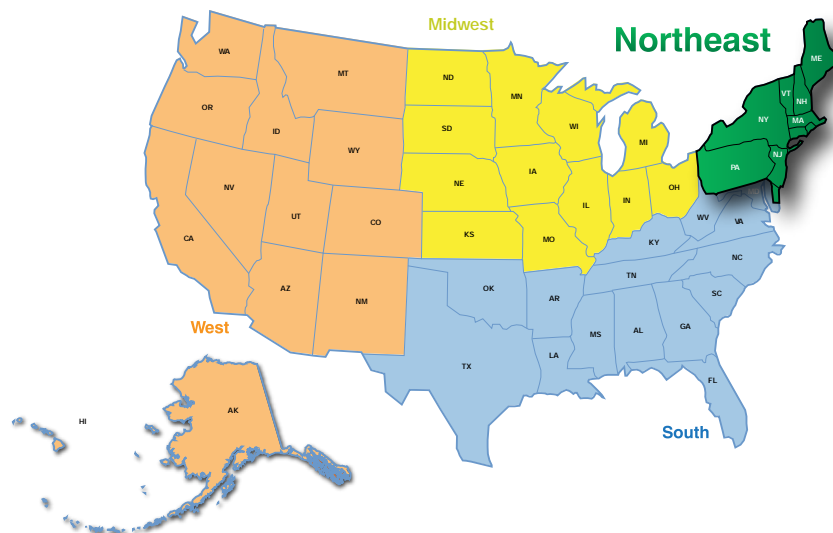 Midwest
Northeast
WA
MT
ND
MN
ME
VT
NH
OR
ID
SD
WI
NY
MA
WY
MI
NV
NE
IA
PA
NJ
UT
CO
IL
IN
OH
WV
VA
CA
KS
MO
KY
NC
AZ
NM
OK
AR
TN
SC
West
TX
LA
MS
AL
GA
FL
HI
AK
South